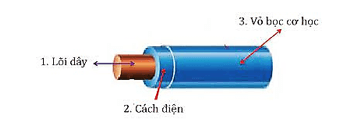 3. Vỏ bọc cơ học
1. Lõi dây
2. Cách điện